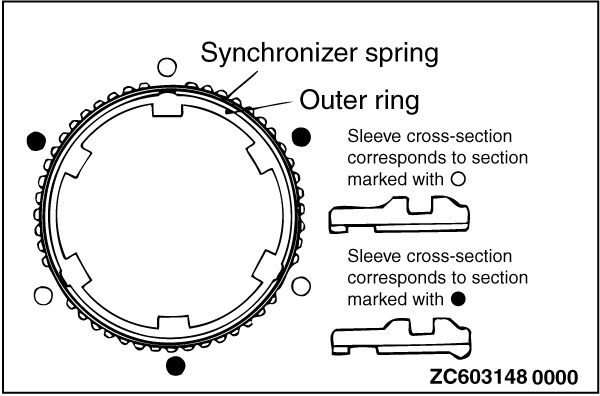 Synchronizer spring
Outer ring
Sleeve cross-section
corresponds to section
marked with ○
Sleeve cross-section
corresponds to section
marked with ●
ZC603148 0000